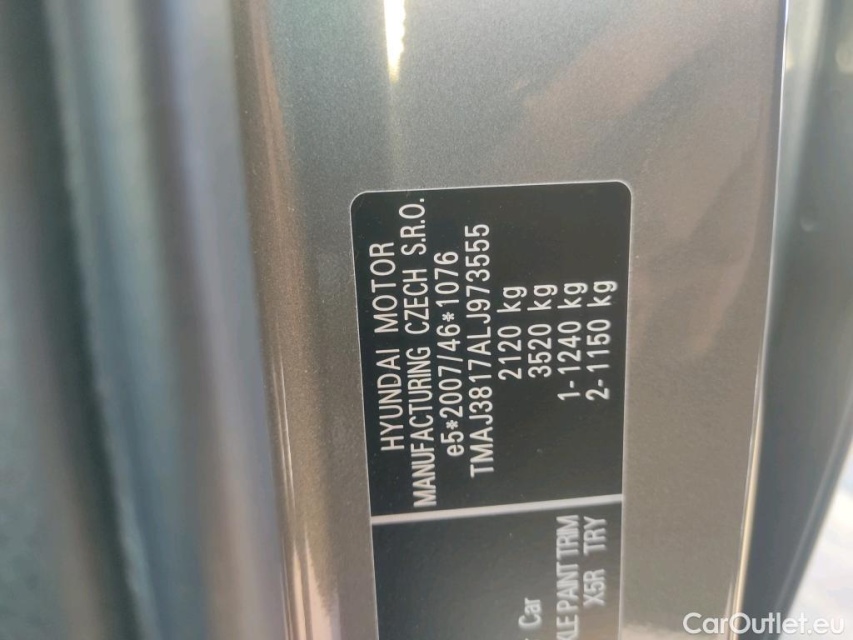 HYUNDAI MOTOR
MANUFACTURING CZECH S.R.O.
e5*2007/46*1076
TMAJ3817ALJ973555
2120 kg
3520 kg
1-1240 kg
2-1150 kg
Car
PAINT TRIM
X5R TRY
CarOutlet.eu